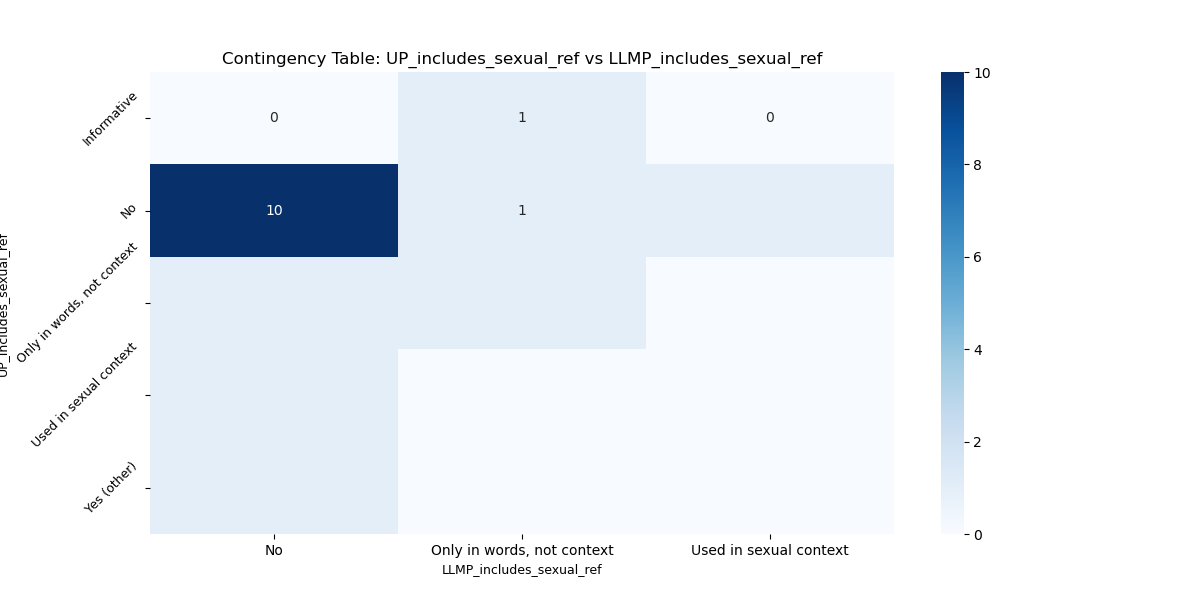 Contingency Table: UP_includes_sexual_ref vs LLMP_includes_sexual_ref
UP_includes_sexual_ref
Informative
No
Only in words, not context
Used in sexual context
Yes (other)
0 1 0
10 1
No Only in words, not context Used in sexual context
LLMP_includes_sexual_ref
10
8
6
4
2
0